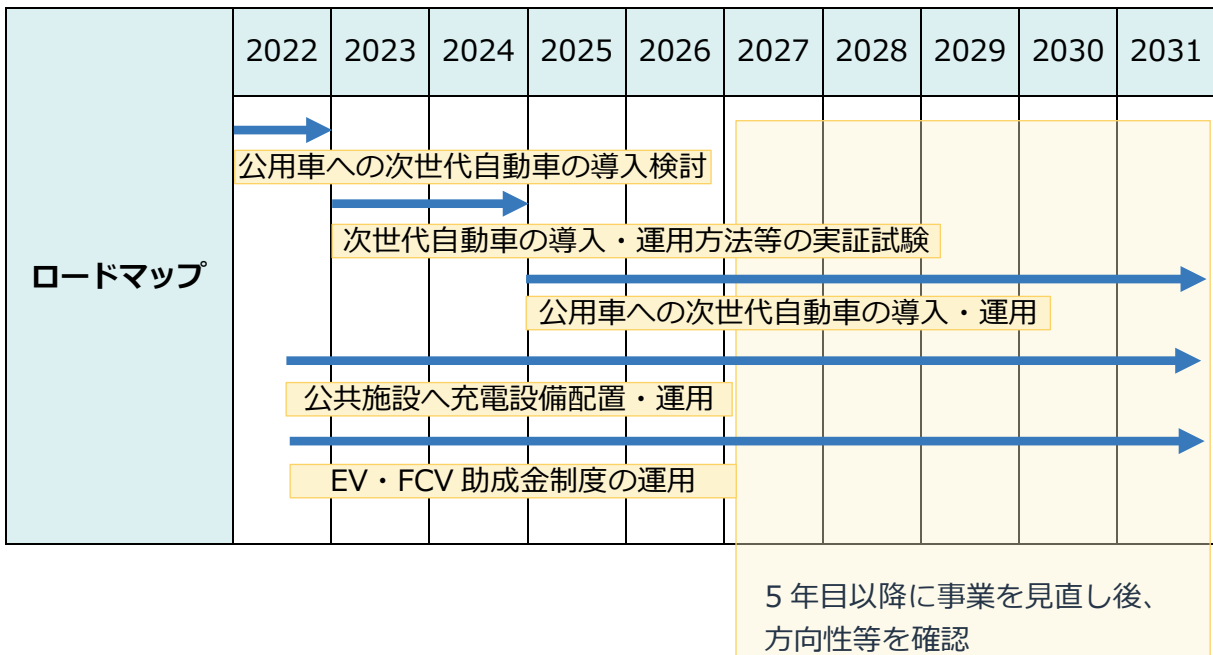 2022 2023 2024 2025 2026 2027 2028 2029 2030 2031
ロードマップ
公用車への次世代自動車の導入検討
次世代自動車の導入・運用方法等の実証試験
公用車への次世代自動車の導入・運用
公共施設へ充電設備配置・運用
EV・FCV 助成金制度の運用
5 年目以降に事業を見直し後、
方向性等を確認